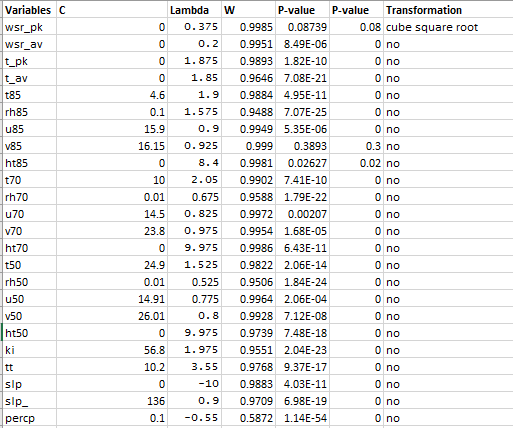 Variables C Lambda W P-value P-value Transformation
wsr_pk 0 0.375 0.9985 0.08739 0.08 cube square root
wsr_av 0 0.2 0.9951 8.49E-06 0 no
t_pk 0 1.875 0.9893 1.82E-10 0 no
t_av 0 1.85 0.9646 7.08E-21 0 no
t85 4.6 1.9 0.9884 4.95E-11 0 no
rh85 0.1 1.575 0.9488 7.07E-25 0 no
u85 15.9 0.9 0.9949 5.35E-06 0 no
v85 16.15 0.925 0.999 0.3893 0.3 no
ht85 0 8.4 0.9981 0.02627 0.02 no
t70 10 2.05 0.9902 7.41E-10 0 no
rh70 0.01 0.675 0.9588 1.79E-22 0 no
u70 14.5 0.825 0.9972 0.00207 0 no
v70 23.8 0.975 0.9954 1.68E-05 0 no
ht70 0 9.975 0.9986 6.43E-11 0 no
t50 24.9 1.525 0.9822 2.06E-14 0 no
rh50 0.01 0.525 0.9506 1.84E-24 0 no
u50 14.91 0.775 0.9964 2.06E-04 0 no
v50 26.01 0.8 0.9928 7.12E-08 0 no
ht50 0 9.975 0.9739 7.48E-18 0 no
ki 56.8 1.975 0.9551 2.04E-23 0 no
tt 10.2 3.55 0.9768 9.37E-17 0 no
slp 0 -10 0.9883 4.03E-11 0 no
slp_ 136 0.9 0.9709 6.98E-19 0 no
percp 0.1 -0.55 0.5872 1.14E-54 0 no